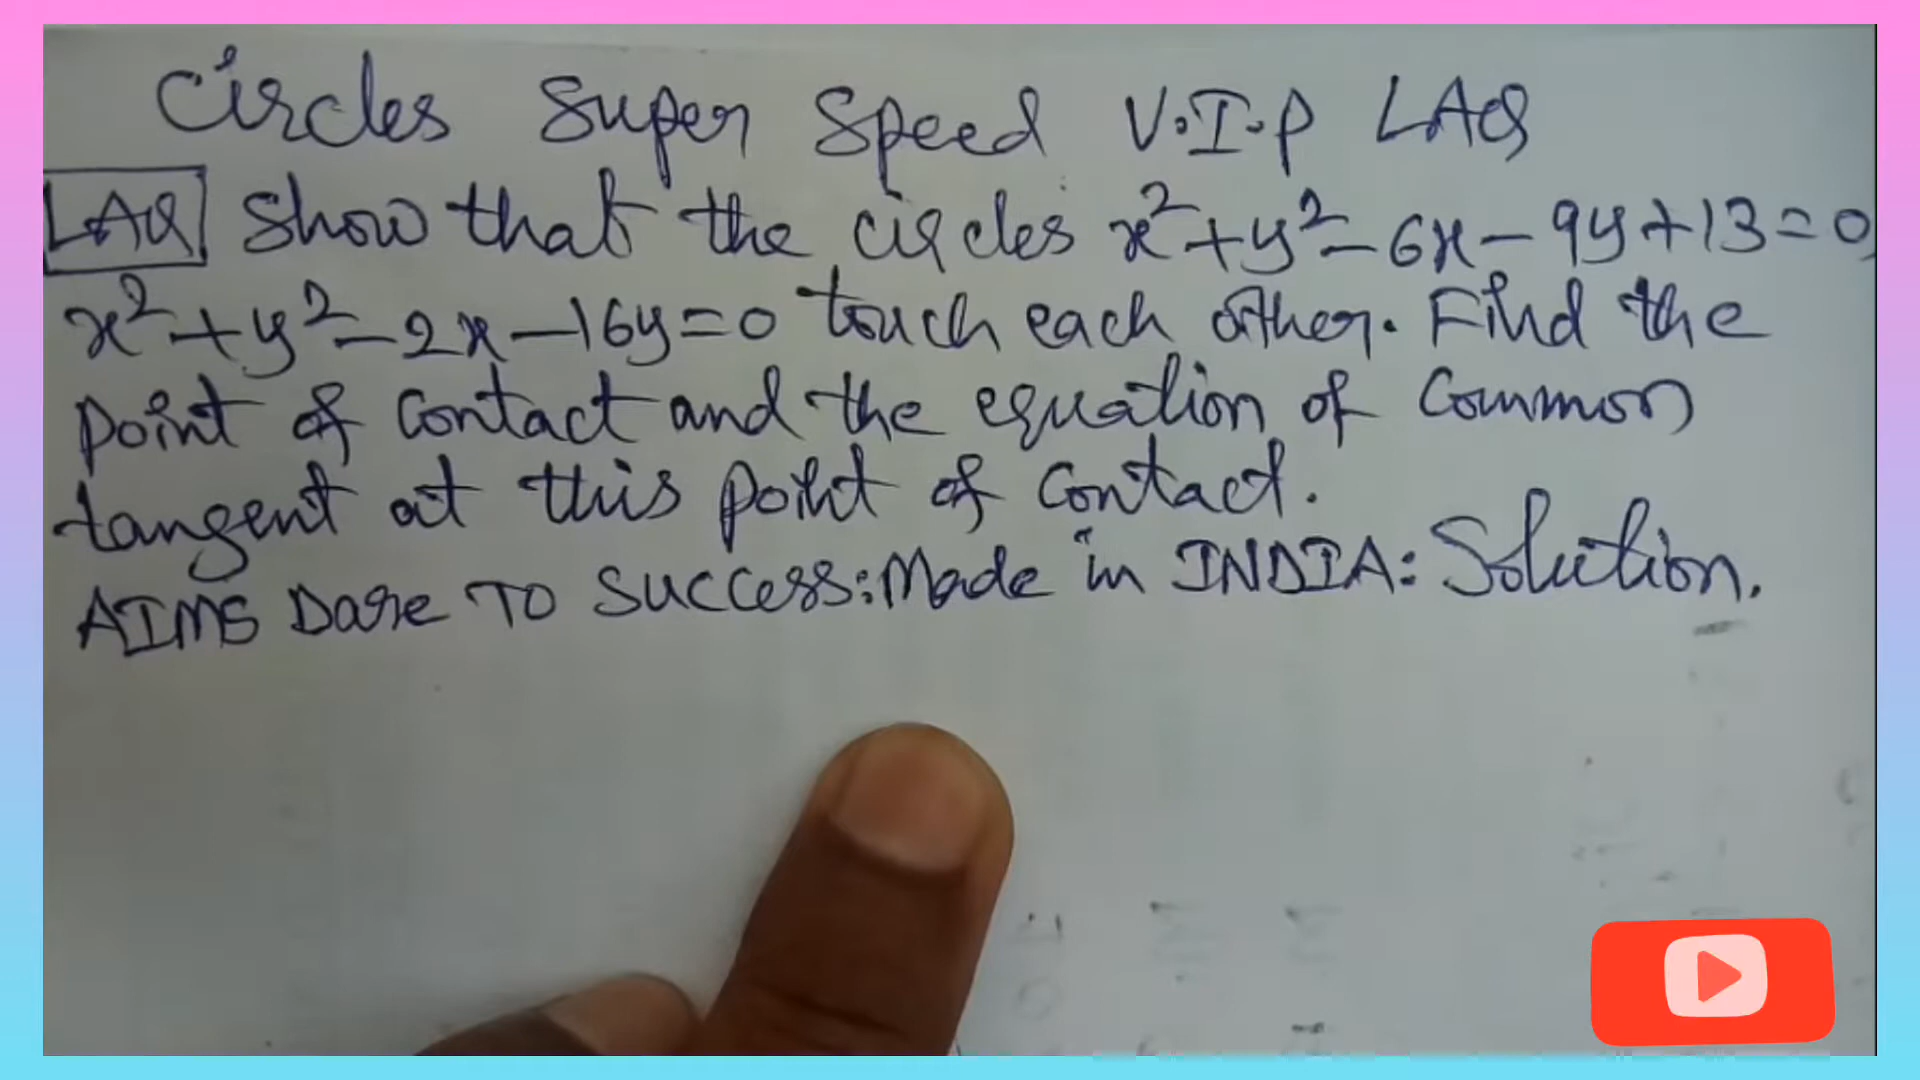 Circles Super Speed V.I.P LAQ
LAQ Show that the circles x²+y²-6x-9y+13=0,
x²+y²-2x-16y=0 touch each other. Find the
point of contact and the equation of common
tangent at this point of contact.
AIMS Dare TO SUCCess:Made in INDIA: Solution.